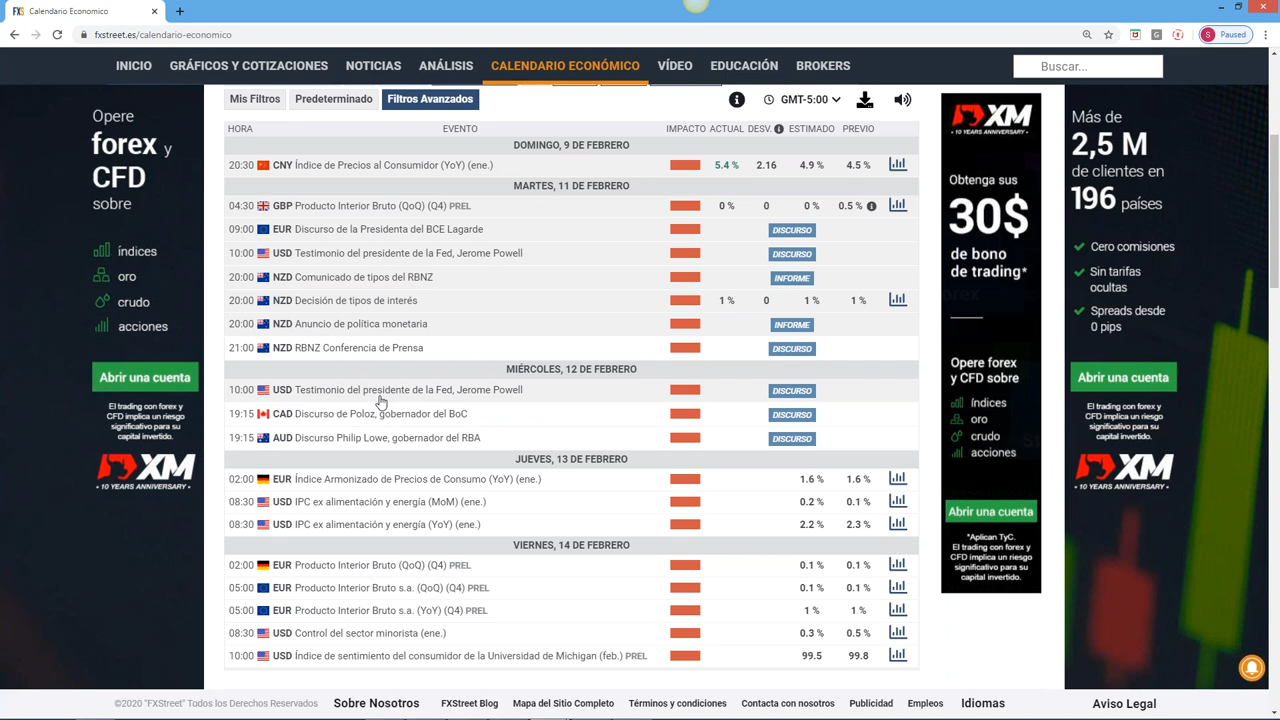 FXS Calendario Economico
fxstreet.es/calendario-economico
Paused
INICIO GRÁFICOS Y COTIZACIONES NOTICIAS ANÁLISIS CALENDARIO ECONÓMICO VÍDEO EDUCACIÓN BROKERS
Buscar...
Mis Filtros Predeterminado Filtros Avanzados GMT-5:00
HORA EVENTO IMPACTO ACTUAL DESV. ESTIMADO PREVIO
DOMINGO, 9 DE FEBRERO
20:30 CNY Índice de Precios al Consumidor (YoY) (ene.) 5.4 % 2.16 4.9 % 4.5 %
MARTES, 11 DE FEBRERO
04:30 GBP Producto Interior Bruto (QoQ) (Q4) PREL 0 % 0 0 % 0.5 %
09:00 EUR Discurso de la Presidenta del BCE Lagarde DISCURSO
10:00 USD Testimonio del presidente de la Fed, Jerome Powell DISCURSO
20:00 NZD Comunicado de tipos del RBNZ INFORME
20:00 NZD Decisión de tipos de interés 1 % 0 1 % 1 %
20:00 NZD Anuncio de política monetaria INFORME
21:00 NZD RBNZ Conferencia de Prensa DISCURSO
MIÉRCOLES, 12 DE FEBRERO
10:00 USD Testimonio del presidente de la Fed, Jerome Powell DISCURSO
19:15 CAD Discurso de Poloz, gobernador del BoC DISCURSO
19:15 AUD Discurso Philip Lowe, gobernador del RBA DISCURSO
JUEVES, 13 DE FEBRERO
02:00 EUR Índice Armonizado de Precios de Consumo (YoY) (ene.) 1.6 % 1.6 %
08:30 USD IPC ex alimentación y energía (MoM) (ene.) 0.2 % 0.1 %
08:30 USD IPC ex alimentación y energía (YoY) (ene.) 2.2 % 2.3 %
VIERNES, 14 DE FEBRERO
02:00 EUR Producto Interior Bruto (QoQ) (Q4) PREL 0.1 % 0.1 %
05:00 EUR Producto Interior Bruto s.a. (QoQ) (Q4) PREL 0.1 % 0.1 %
05:00 EUR Producto Interior Bruto s.a. (YoY) (Q4) PREL 1 % 1 %
08:30 USD Control del sector minorista (ene.) 0.3 % 0.5 %
10:00 USD Índice de sentimiento del consumidor de la Universidad de Michigan (feb.) PREL 99.5 99.8
Opere
forex y
CFD
sobre
índices
oro
crudo
acciones
Abrir una cuenta
El trading con forex y
CFD implica un riesgo
significativo para su
capital invertido.
XM
10 YEARS ANNIVERSARY
XM
10 YEARS ANNIVERSARY
Obtenga sus
30$
de bono
de trading*
Opere forex
y CFD sobre
índices
oro
crudo
acciones
Abrir una cuenta
*Aplican TyC.
El trading con forex y
CFD implica un riesgo
significativo para su
capital invertido.
Más de
2,5 M
de clientes en
196 países
Cero comisiones
Sin tarifas
ocultas
Spreads desde
0 pips
Abrir una cuenta
El trading con forex y
CFD implica un riesgo
significativo para su
capital invertido.
XM
10 YEARS ANNIVERSARY
©2020 "FXStreet" Todos los Derechos Reservados Sobre Nosotros FXStreet Blog Mapa del Sitio Completo Términos y condiciones Contacta con nosotros Publicidad Empleos Idiomas Aviso Legal